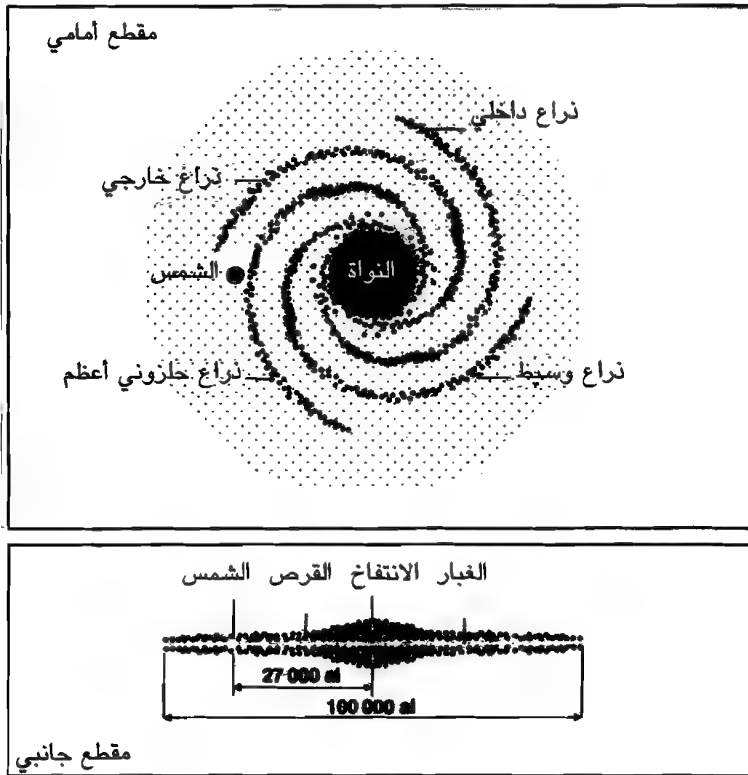 مقطع أمامي
ذراع داخلي
ذراع خارجي
النواة
الشمس
ذراع حلزوني أعظم
ذراع وسيط
الغبار الانتفاخ القرص الشمس
27 000 al
100 000 al
مقطع جانبي